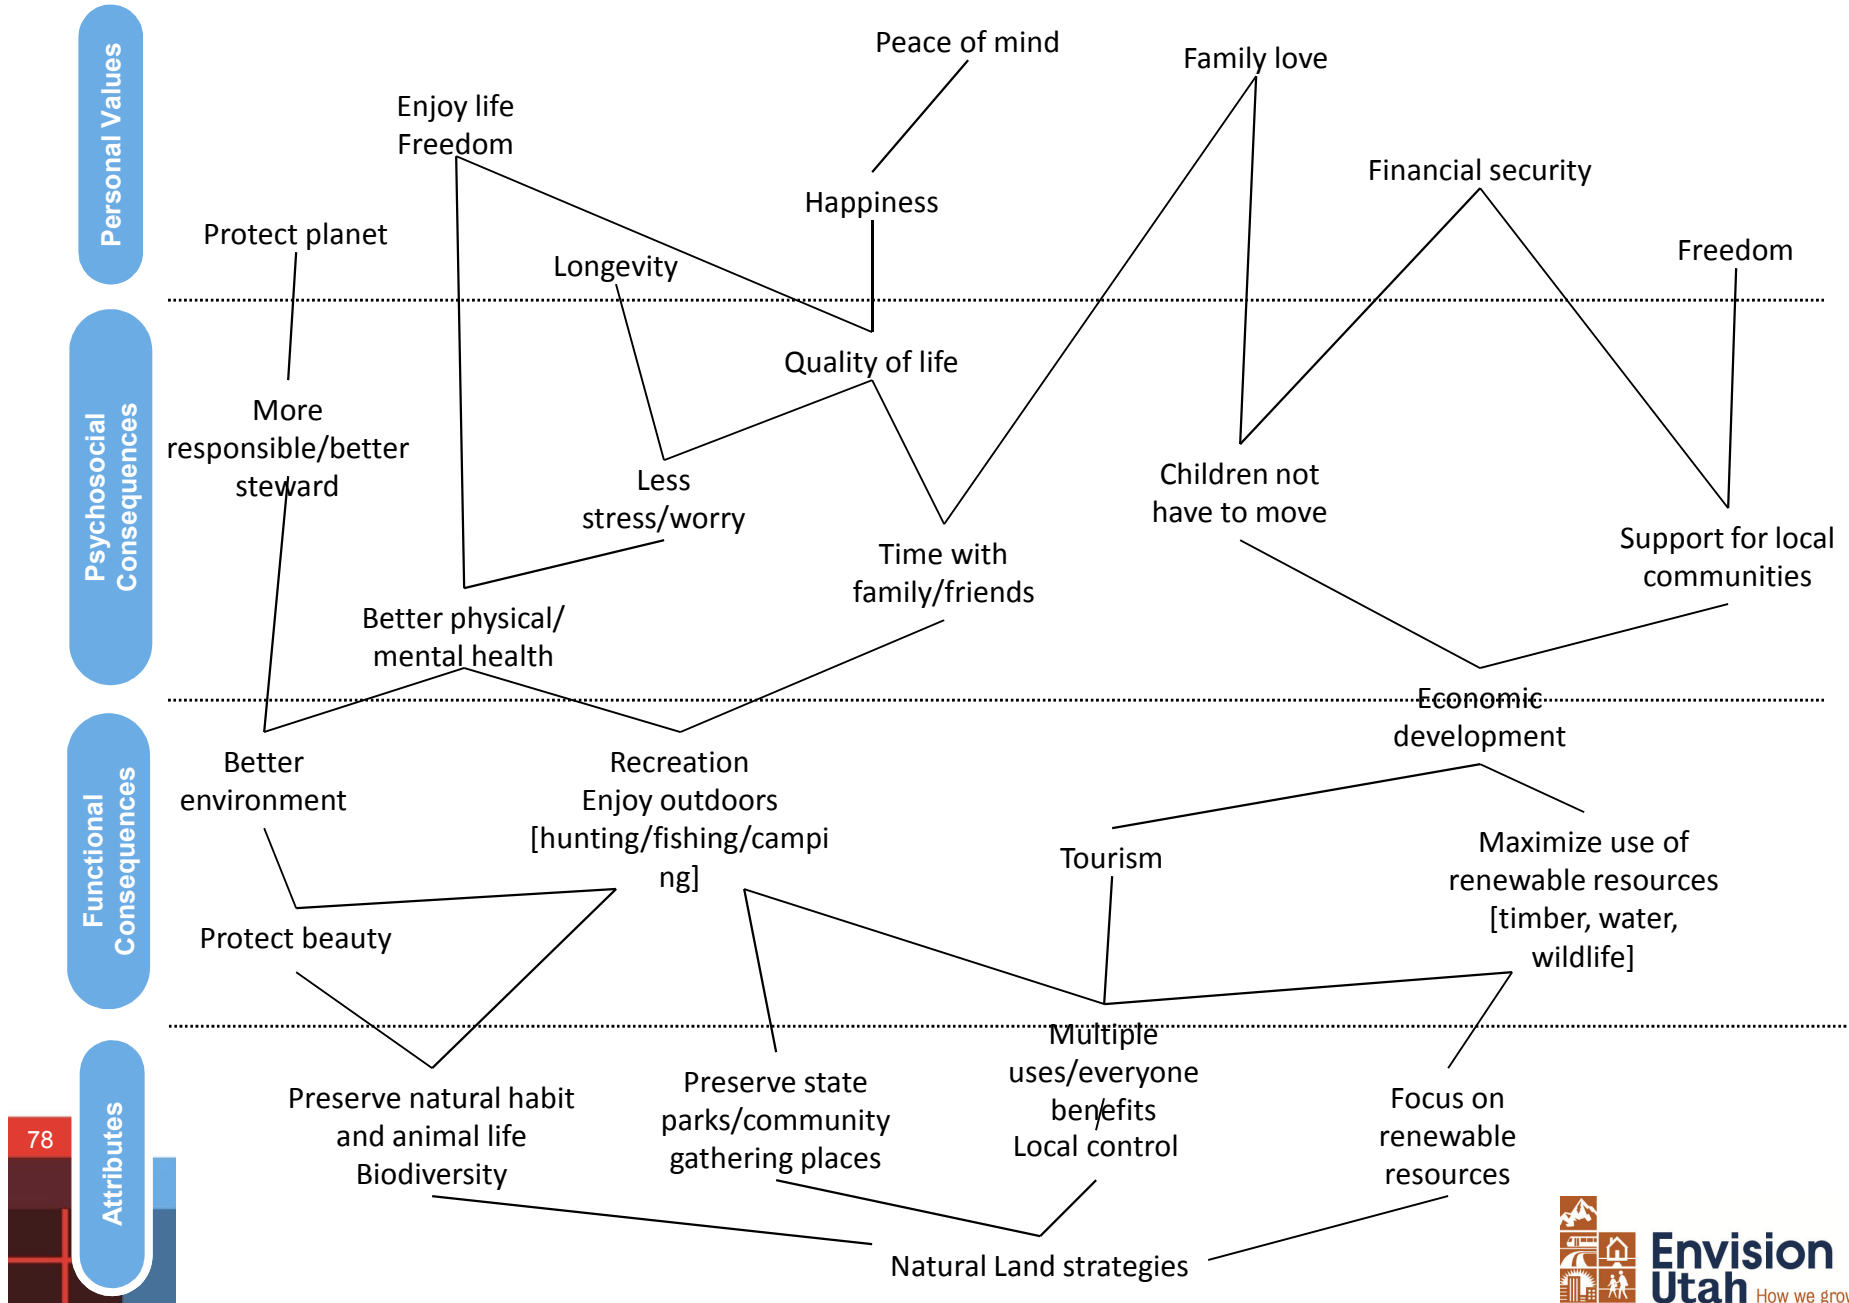 Personal Values
Peace of mind
Family love
Enjoy life
Freedom
Financial security
Happiness
Protect planet
Longevity
Freedom
Psychosocial
Consequences
Quality of life
More
responsible/better
steward
Less
stress/worry
Children not
have to move
Time with
family/friends
Support for local
communities
Better physical/
mental health
Functional
Consequences
Economic
development
Better
environment
Recreation
Enjoy outdoors
[hunting/fishing/campi
ng]
Tourism
Maximize use of
renewable resources
[timber, water,
wildlife]
Protect beauty
Attributes
Multiple
uses/everyone
benefits
/
Local control
Preserve natural habit
and animal life
Biodiversity
Preserve state
parks/community
gathering places
Focus on
renewable
resources
Natural Land strategies
78
Envision
Utah How we grow